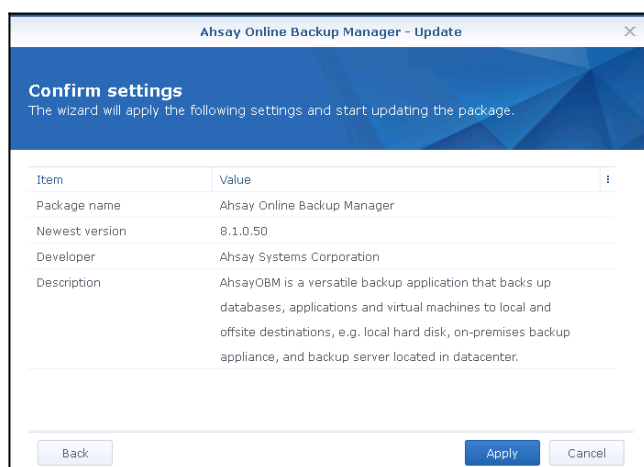 Ahsay Online Backup Manager - Update
Confirm settings
The wizard will apply the following settings and start updating the package.
Item Value
Package name Ahsay Online Backup Manager
Newest version 8.1.0.50
Developer Ahsay Systems Corporation
Description AhsayOBM is a versatile backup application that backs up
databases, applications and virtual machines to local and
offsite destinations, e.g. local hard disk, on-premises backup
appliance, and backup server located in datacenter.
Back Apply Cancel